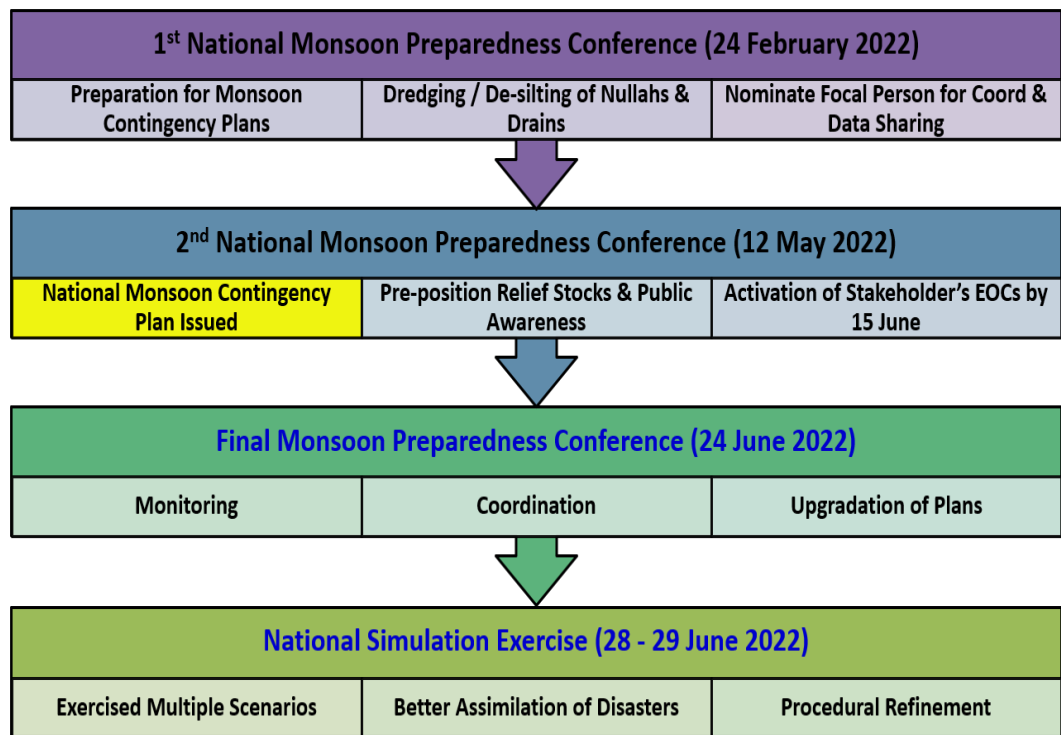 1st National Monsoon Preparedness Conference (24 February 2022)
Preparation for Monsoon
Contingency Plans
Dredging / De-silting of Nullahs &
Drains
Nominate Focal Person for Coord &
Data Sharing
2nd National Monsoon Preparedness Conference (12 May 2022)
National Monsoon Contingency
Plan Issued
Pre-position Relief Stocks & Public
Awareness
Activation of Stakeholder's EOCs by
15 June
Final Monsoon Preparedness Conference (24 June 2022)
Monitoring
Coordination
Upgradation of Plans
National Simulation Exercise (28 - 29 June 2022)
Exercised Multiple Scenarios
Better Assimilation of Disasters
Procedural Refinement